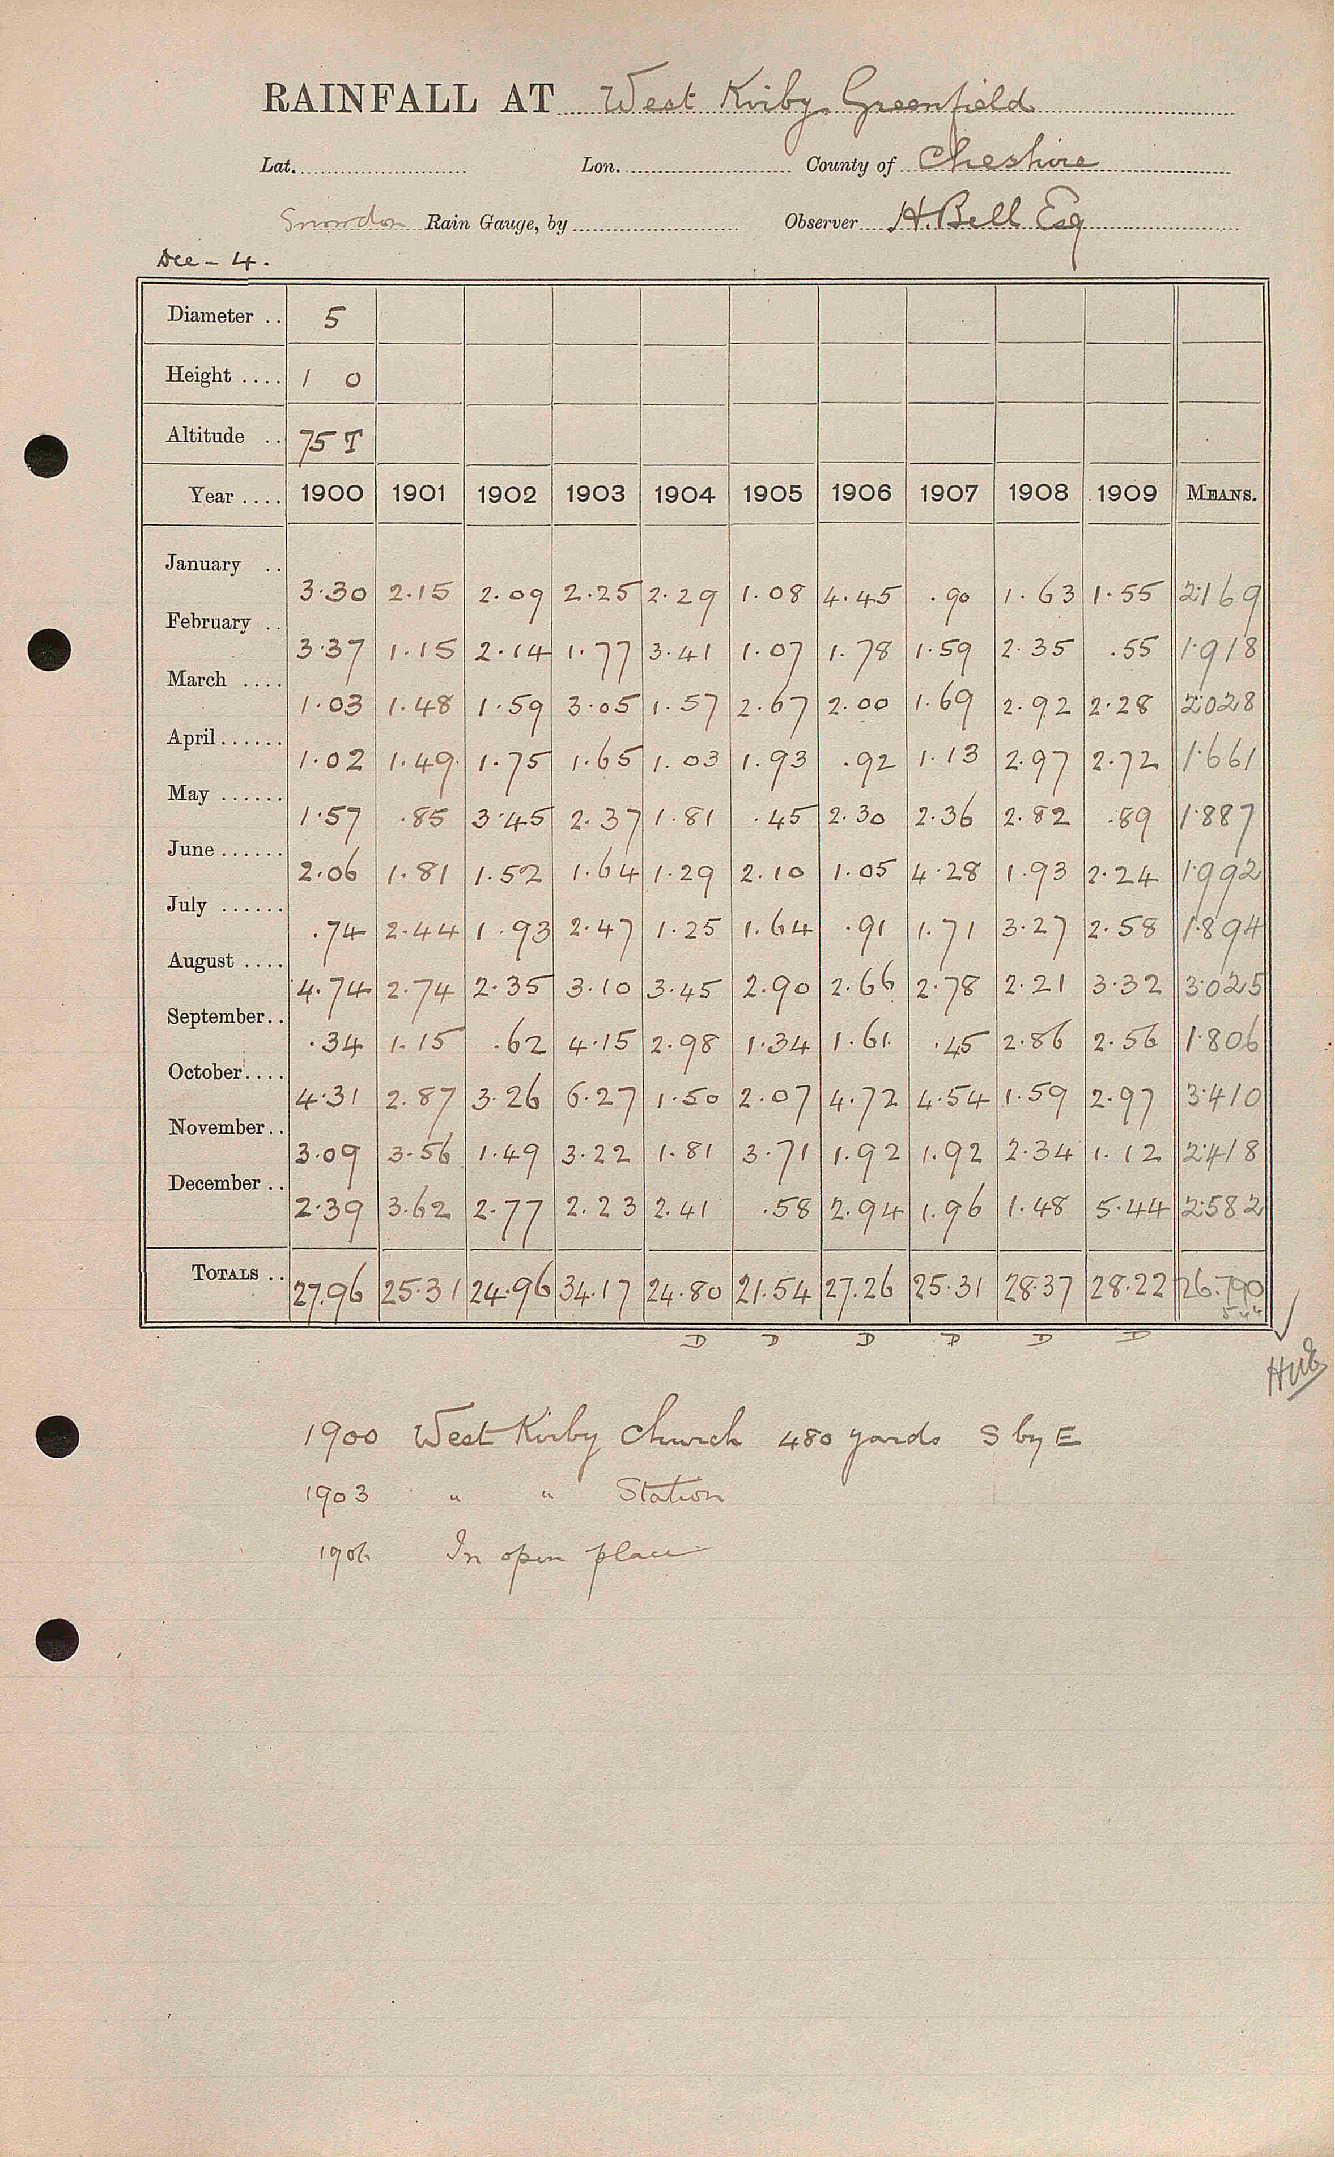 RAINFALL AT West Kirby Greenfield
Lat. Lon. County of Cheshire
Snowdon Rain Gauge, by Observer H. Bell Esq
Dec - 4.
Diameter .. 5
Height .... 1 0
Altitude .. 75 T
Year .... 1900 1901 1902 1903 1904 1905 1906 1907 1908 1909 MEANS.
January .. 3.30 2.15 2.09 2.25 2.29 1.08 4.45 .90 1.63 1.55 2.169
February .. 3.37 1.15 2.14 1.77 3.41 1.07 1.78 1.59 2.35 .55 1.918
March .... 1.03 1.48 1.59 3.05 1.57 2.67 2.00 1.69 2.92 2.28 2.028
April ...... 1.02 1.49 1.75 1.65 1.03 1.93 .92 1.13 2.97 2.72 1.661
May ...... 1.57 .85 3.45 2.37 1.81 .45 2.30 2.36 2.82 .89 1.887
June ...... 2.06 1.81 1.52 1.64 1.29 2.10 1.05 4.28 1.93 2.24 1.992
July ...... .74 2.44 1.93 2.47 1.25 1.64 .91 1.71 3.27 2.58 1.894
August .... 4.74 2.74 2.35 3.10 3.45 2.90 2.66 2.78 2.21 3.32 3.025
September .. .34 1.15 .62 4.15 2.98 1.34 1.61 .45 2.86 2.56 1.806
October .... 4.31 2.87 3.26 6.27 1.50 2.07 4.72 4.54 1.59 2.97 3.410
November .. 3.09 3.56 1.49 3.22 1.81 3.71 1.92 1.92 2.34 1.12 2.418
December .. 2.39 3.62 2.77 2.23 2.41 .58 2.94 1.96 1.48 5.44 2.582
TOTALS .. 27.96 25.31 24.96 34.17 24.80 21.54 27.26 25.31 28.37 28.22 26.790
D D D D D D
1900 West Kirby Church 480 yards S by E
1903 " " Station
1906 In open place